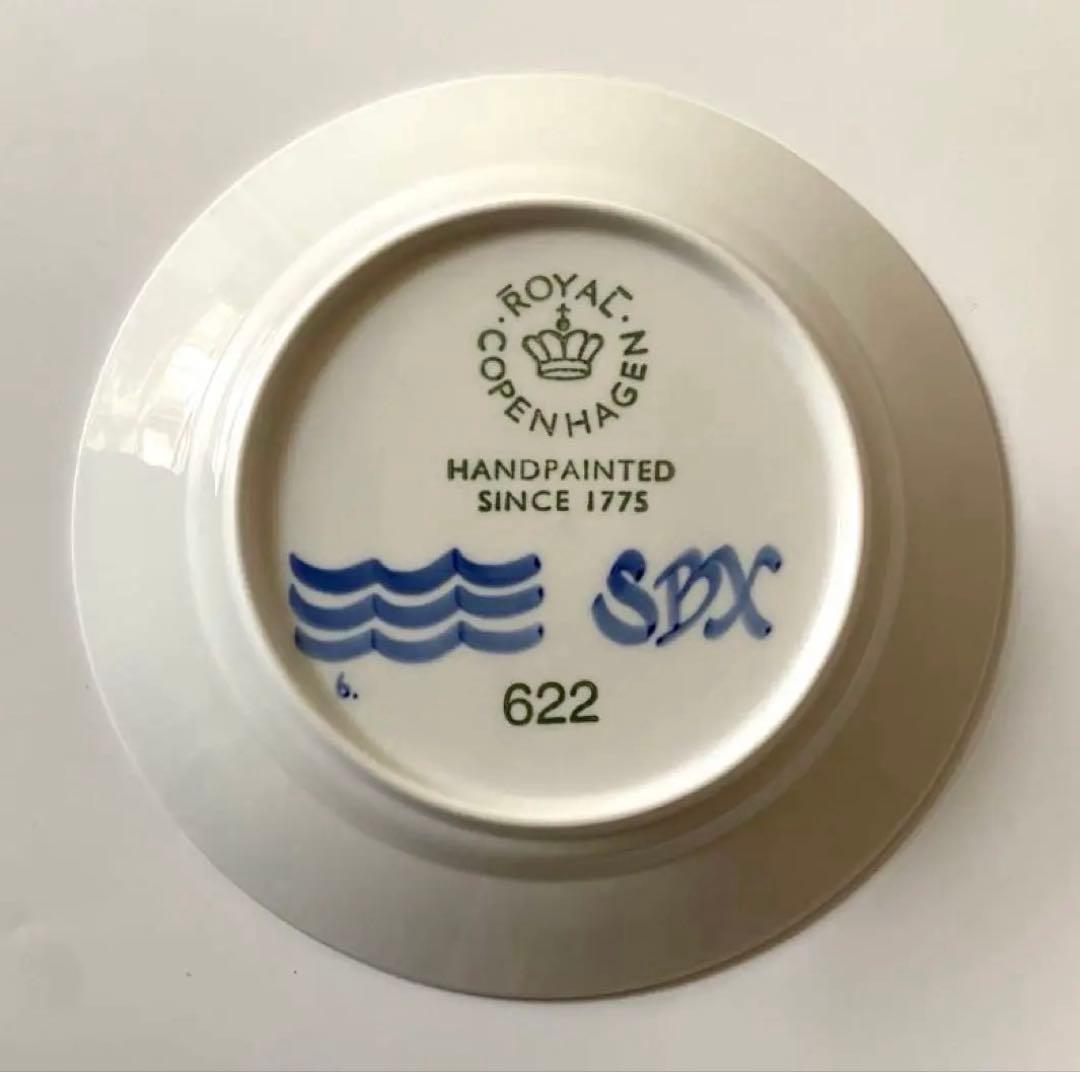 ROYAL COPENHAGEN
HANDPAINTED
SINCE 1775
SBX
6.
622